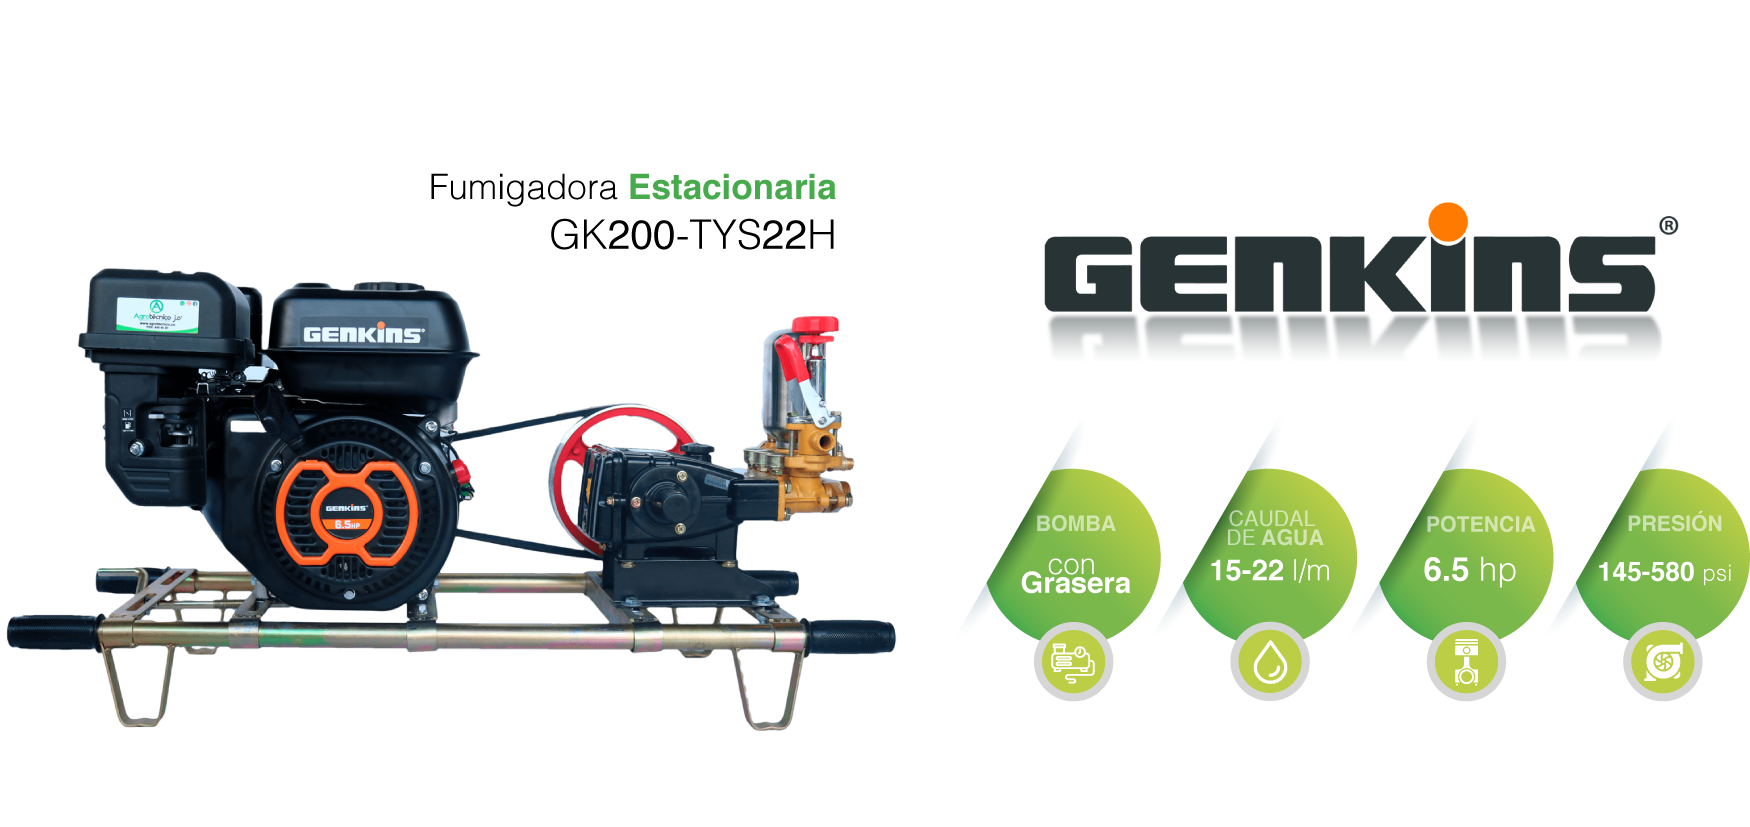 Fumigadora Estacionaria
GK200-TYS22H
Agrotécnico J.O
GENKINS®
GENKINS
6.5HP
GENKINS®
BOMBA
con
Grasera
CAUDAL
DE AGUA
15-22 l/m
POTENCIA
6.5 hp
PRESIÓN
145-580 psi